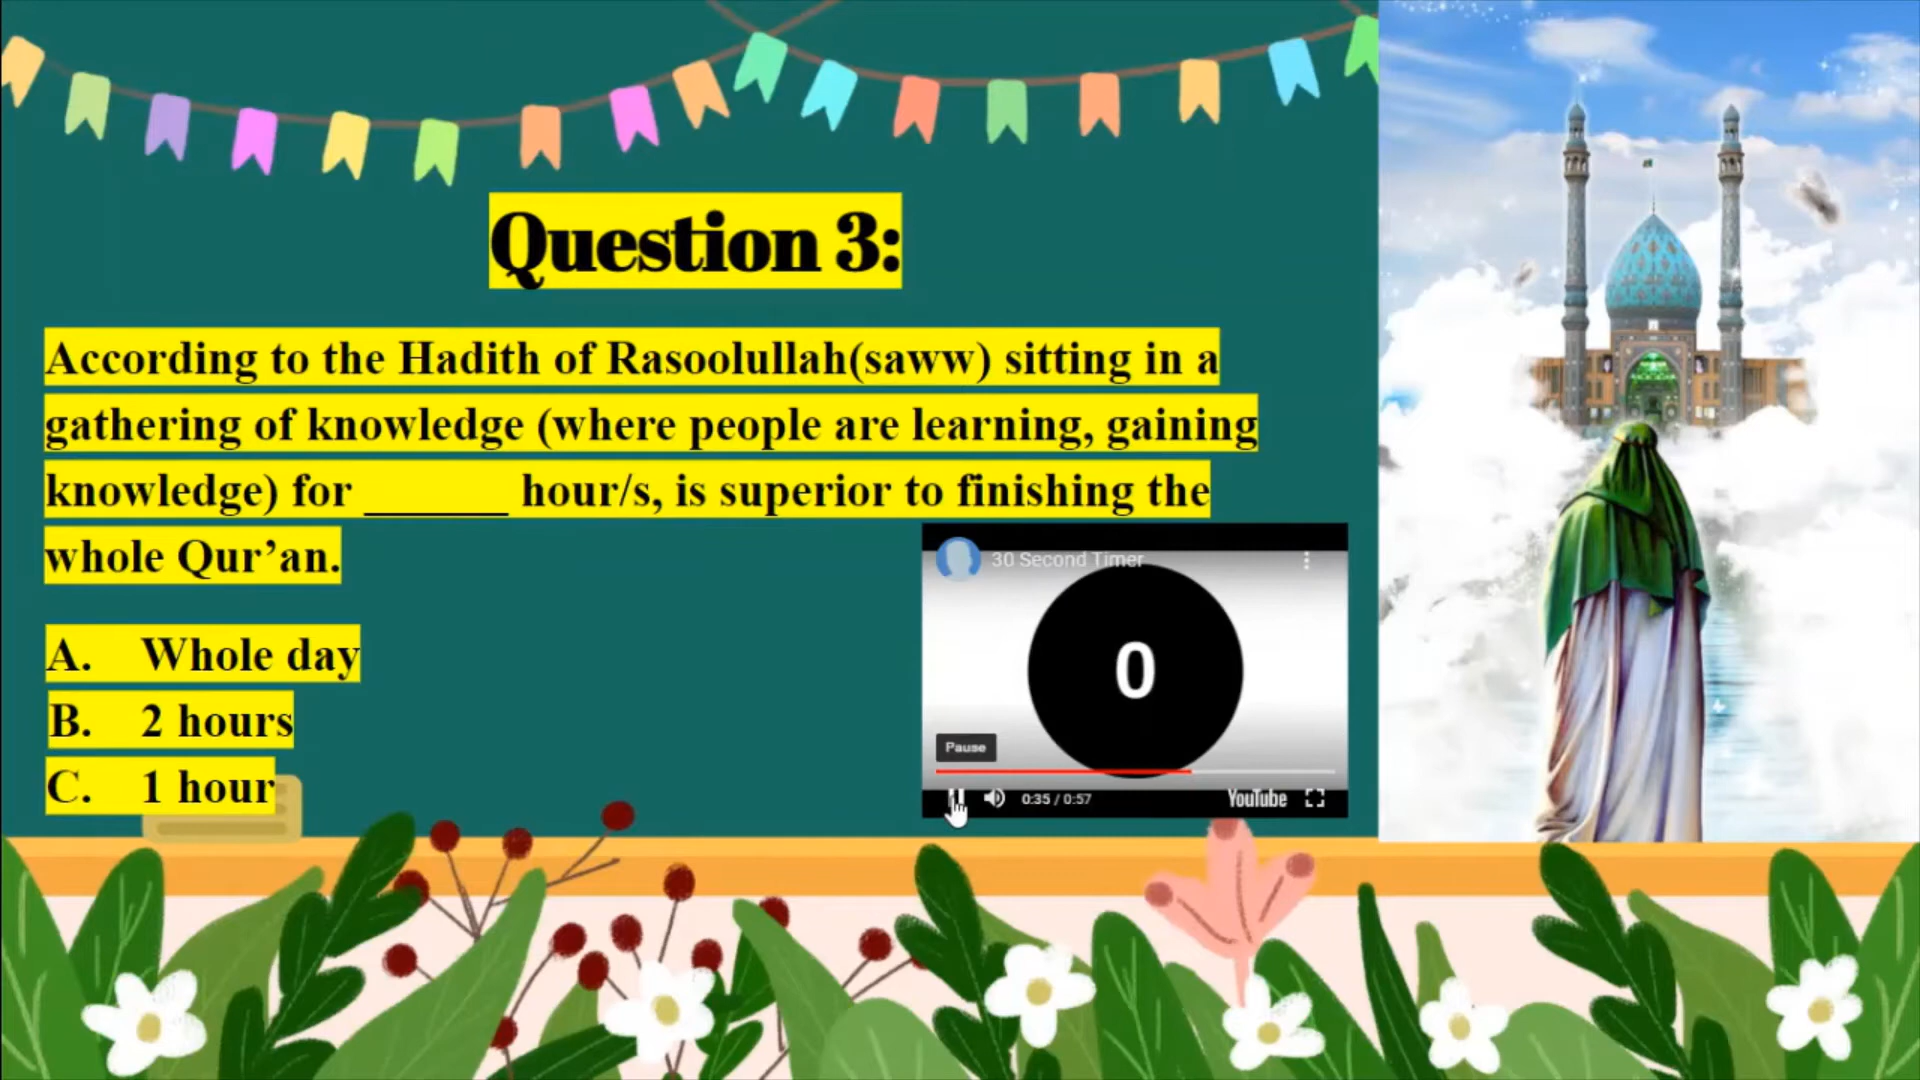 Question 3:
According to the Hadith of Rasoolullah(saww) sitting in a
gathering of knowledge (where people are learning, gaining
knowledge) for ______ hour/s, is superior to finishing the
whole Qur’an.
A. Whole day
B. 2 hours
C. 1 hour
30 Second Timer
0
Pause
0:35 / 0:57
YouTube